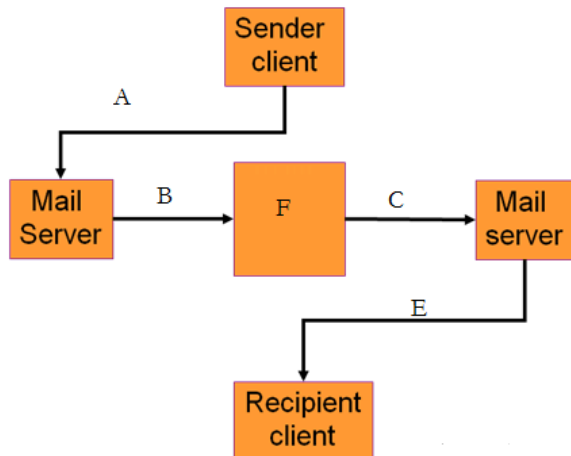 Sender
client
A
Mail
Server
B
F
C
Mail
server
E
Recipient
client